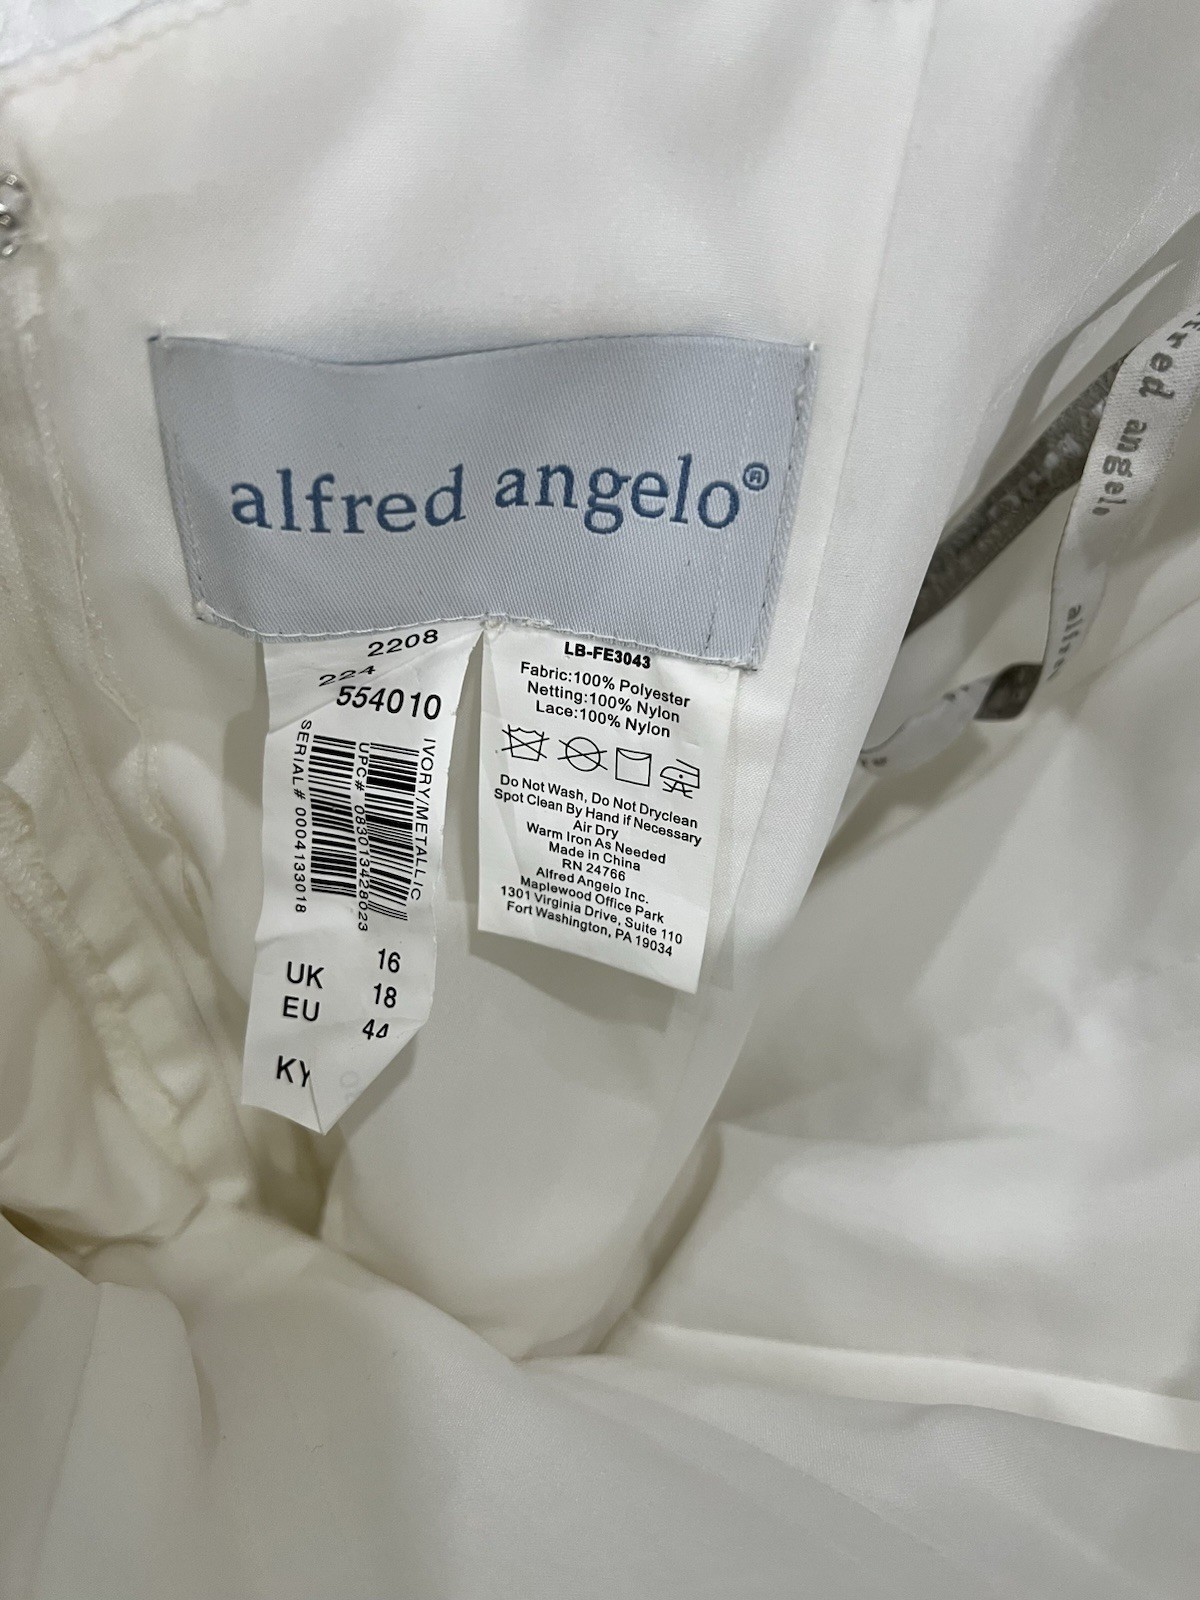 alfred angelo®
2208
224
554010
IVORY/METALLIC
UPC# 083013428023
SERIAL# 0004133018
16
UK 18
EU 44
KY
LB-FE3043
Fabric:100% Polyester
Netting:100% Nylon
Lace:100% Nylon
Do Not Wash, Do Not Dryclean
Spot Clean By Hand if Necessary
Air Dry
Warm Iron As Needed
Made in China
RN 24766
Alfred Angelo Inc.
Maplewood Office Park
1301 Virginia Drive, Suite 110
Fort Washington, PA 19034
alfred angelo
alfre